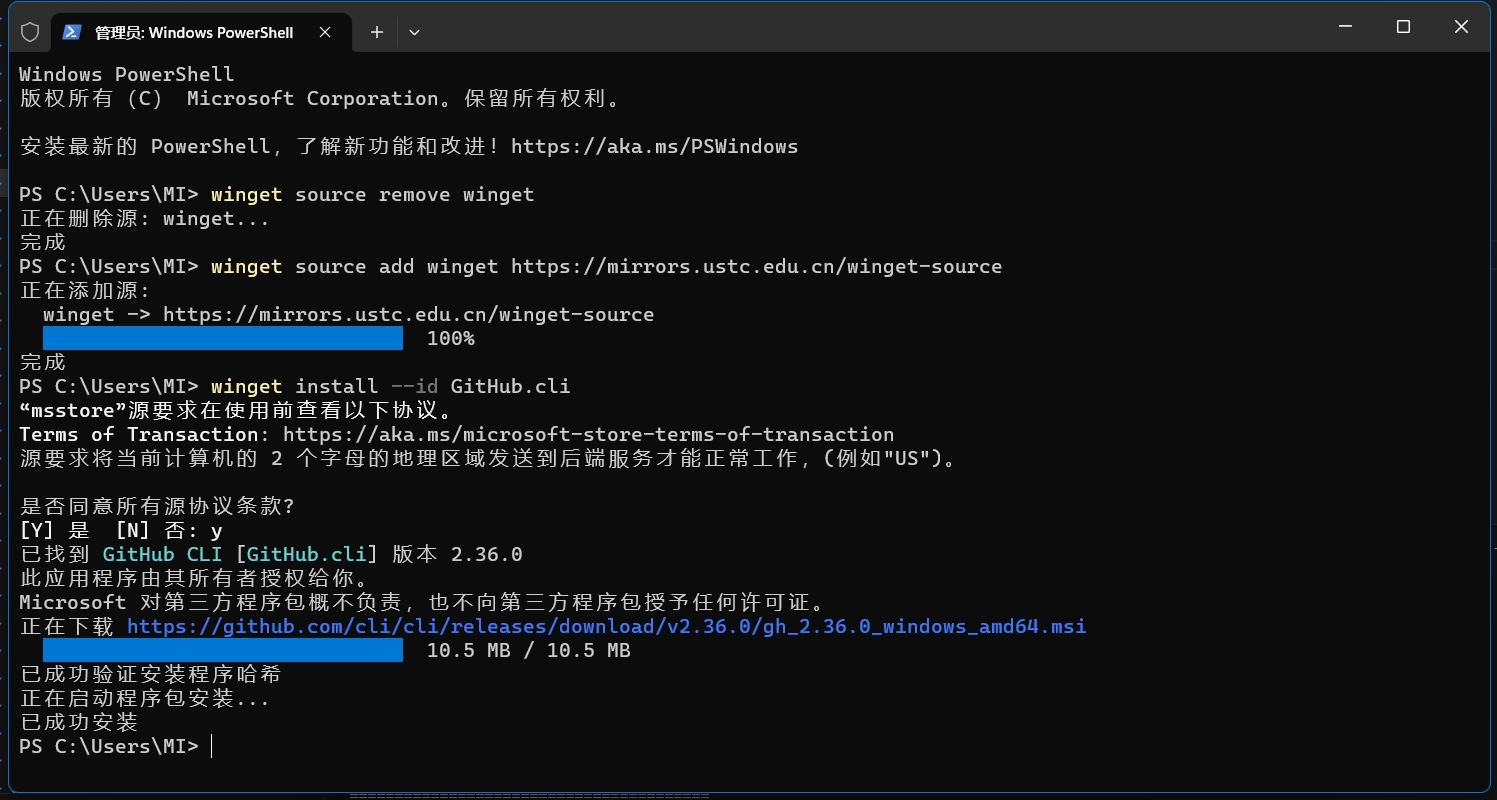 管理员: Windows PowerShell
Windows PowerShell
版权所有（C） Microsoft Corporation。保留所有权利。
安装最新的 PowerShell，了解新功能和改进！https://aka.ms/PSWindows
PS C:\Users\MI> winget source remove winget
正在删除源: winget...
完成
PS C:\Users\MI> winget source add winget https://mirrors.ustc.edu.cn/winget-source
正在添加源:
winget -> https://mirrors.ustc.edu.cn/winget-source
100%
完成
PS C:\Users\MI> winget install --id GitHub.cli
“msstore”源要求在使用前查看以下协议。
Terms of Transaction: https://aka.ms/microsoft-store-terms-of-transaction
源要求将当前计算机的 2 个字母的地理区域发送到后端服务才能正常工作，(例如"US")。
是否同意所有源协议条款?
[Y] 是  [N] 否: y
已找到 GitHub CLI [GitHub.cli] 版本 2.36.0
此应用程序由其所有者授权给你。
Microsoft 对第三方程序包概不负责，也不向第三方程序包授予任何许可证。
正在下载 https://github.com/cli/cli/releases/download/v2.36.0/gh_2.36.0_windows_amd64.msi
10.5 MB / 10.5 MB
已成功验证安装程序哈希
正在启动程序包安装...
已成功安装
PS C:\Users\MI>